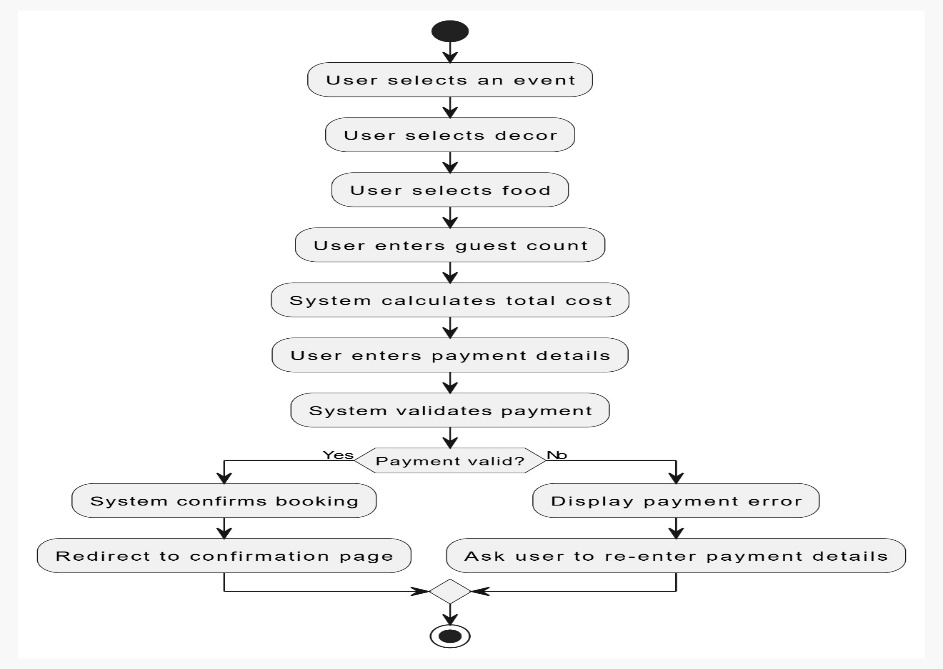 User selects an event
User selects decor
User selects food
User enters guest count
System calculates total cost
User enters payment details
System validates payment
Yes
Payment valid?
No
System confirms booking
Display payment error
Redirect to confirmation page
Ask user to re-enter payment details